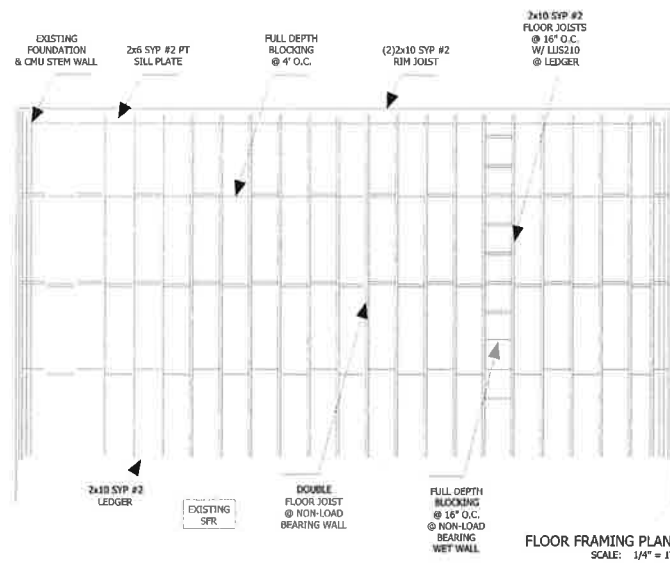 EXISTING
FOUNDATION
& CMU STEM WALL
2x6 SYP #2 PT
SILL PLATE
FULL DEPTH
BLOCKING
@ 4' O.C.
(2)2x10 SYP #2
RIM JOIST
2x10 SYP #2
FLOOR JOISTS
@ 16" O.C.
W/ LUS210
@ LEDGER
2x10 SYP #2
LEDGER
EXISTING
SFR
DOUBLE
FLOOR JOIST
@ NON-LOAD
BEARING WALL
FULL DEPTH
BLOCKING
@ 16" O.C.
@ NON-LOAD
BEARING
WET WALL
FLOOR FRAMING PLAN
SCALE: 1/4" = 1'